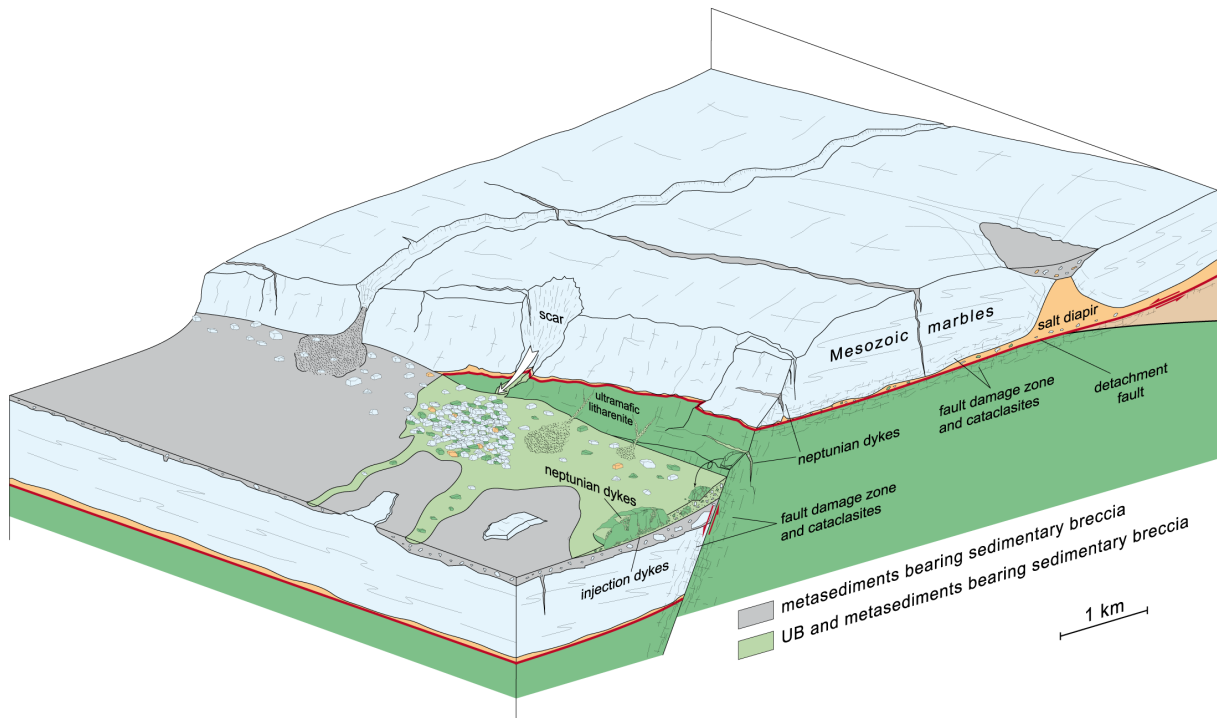 scar
Mesozoic marbles
salt diapir
ultramafic
litharenite
fault damage zone
and cataclasites
detachment
fault
neptunian dykes
neptunian dykes
fault damage zone
and cataclasites
injection dykes
metasediments bearing sedimentary breccia
UB and metasediments bearing sedimentary breccia
1 km